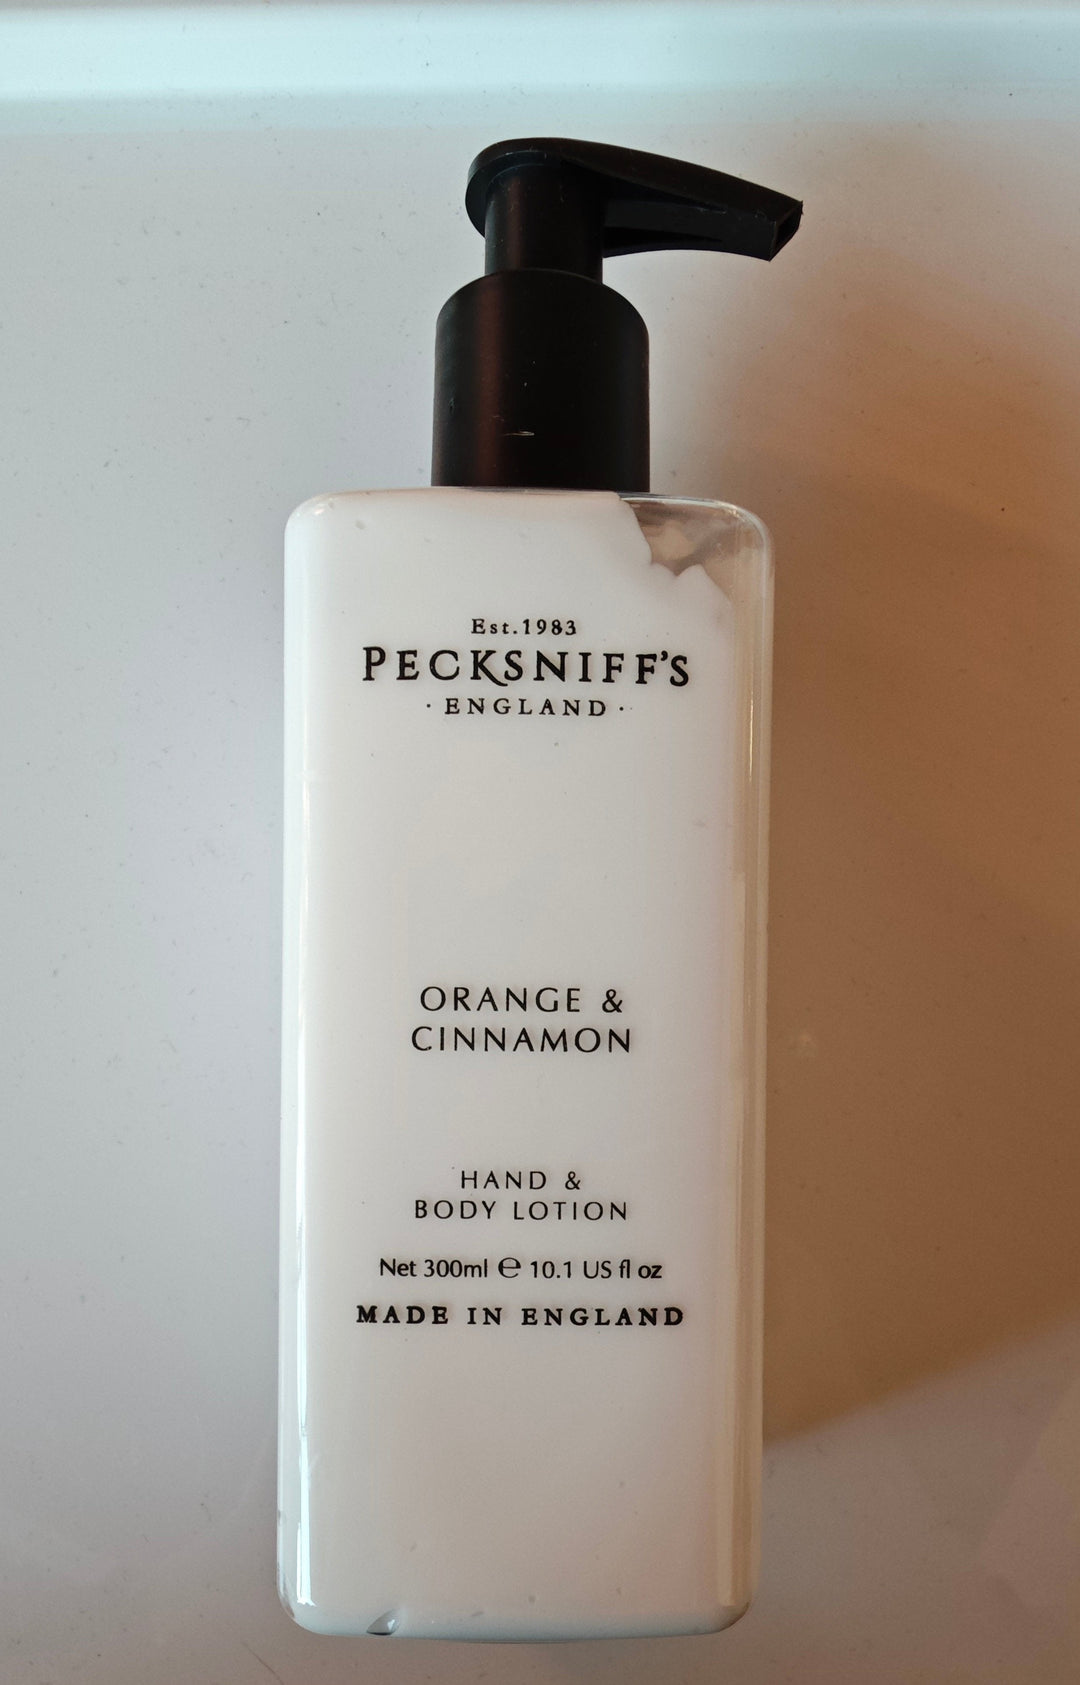 Est.1983
PECKSNIFF'S
· ENGLAND ·
ORANGE &
CINNAMON
HAND &
BODY LOTION
Net 300ml ℮ 10.1 US fl oz
MADE IN ENGLAND